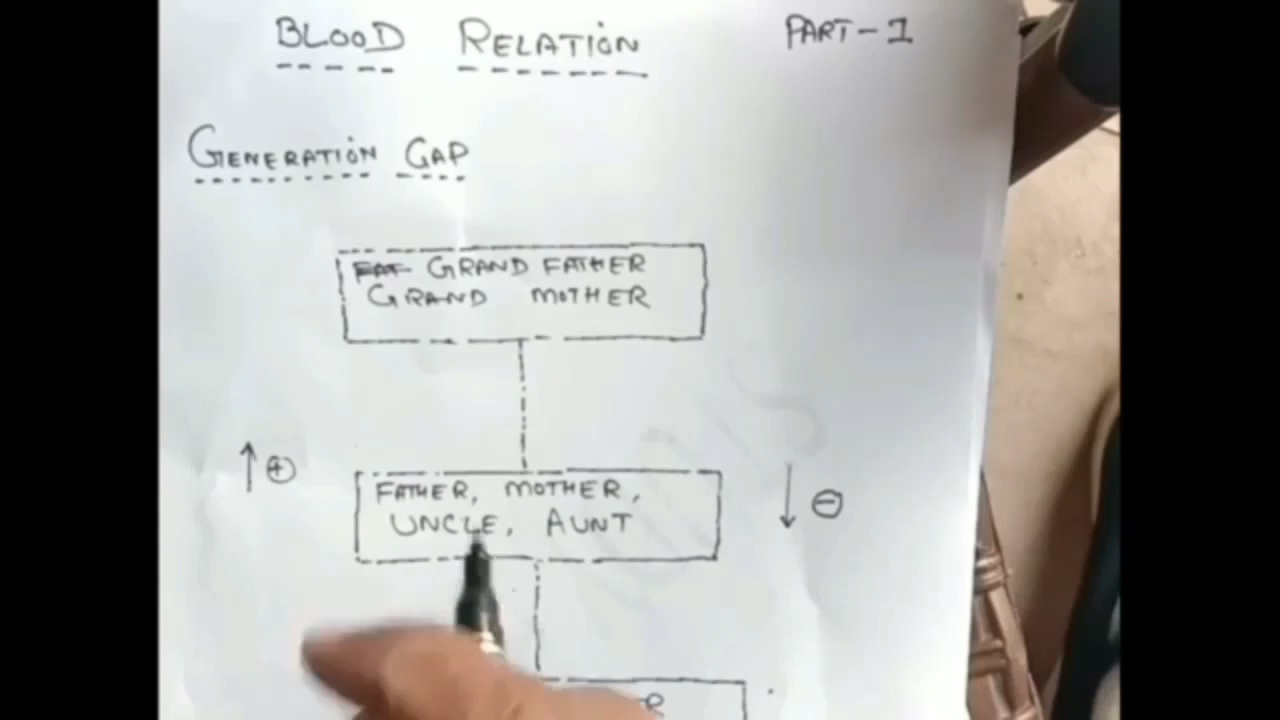 BLOOD RELATION PART-1
GENERATION GAP
GRAND FATHER
GRAND MOTHER
FATHER, MOTHER,
UNCLE, AUNT